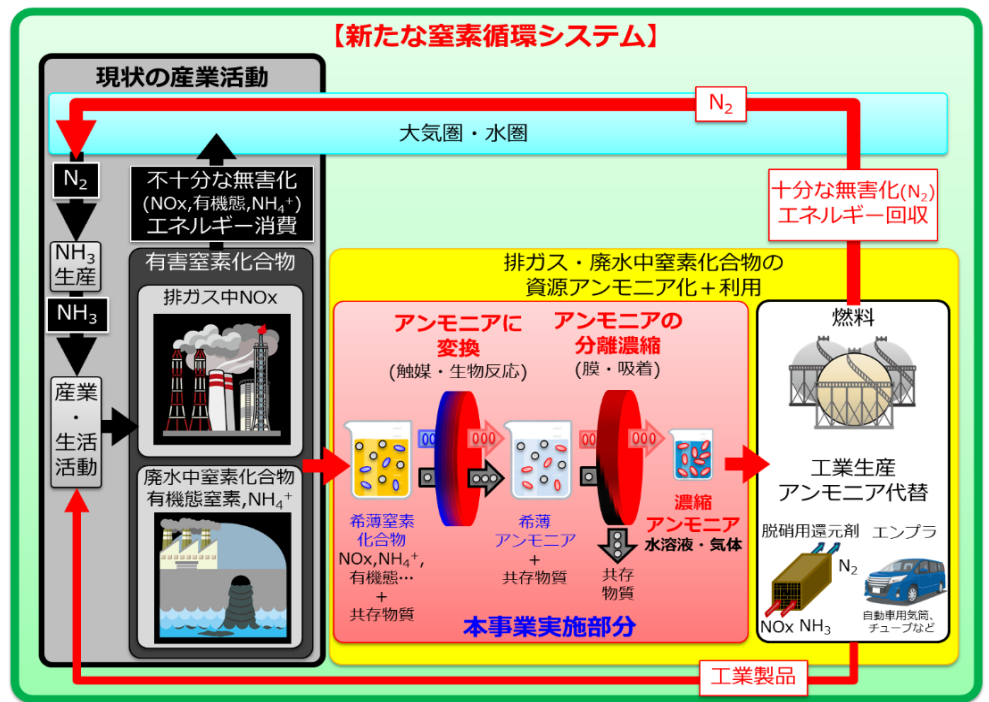 【新たな窒素循環システム】
現状の産業活動
N₂
大気圏・水圏
N₂
不十分な無害化
(NOx,有機態,NH₄⁺)
エネルギー消費
十分な無害化(N₂)
エネルギー回収
NH₃
生産
NH₃
産業
・
生活
活動
有害窒素化合物
排ガス中NOx
廃水中窒素化合物
有機態窒素,NH₄⁺
排ガス・廃水中窒素化合物の
資源アンモニア化＋利用
アンモニアに
変換
(触媒・生物反応)
アンモニアの
分離濃縮
(膜・吸着)
希薄窒素
化合物
NOx,NH₄⁺,
有機態…
+
共存物質
希薄
アンモニア
+
共存物質
共存
物質
濃縮
アンモニア
水溶液・気体
本事業実施部分
燃料
工業生産
アンモニア代替
脱硝用還元剤
N₂
NOx NH₃
エンプラ
自動車用気筒、
チューブなど
工業製品